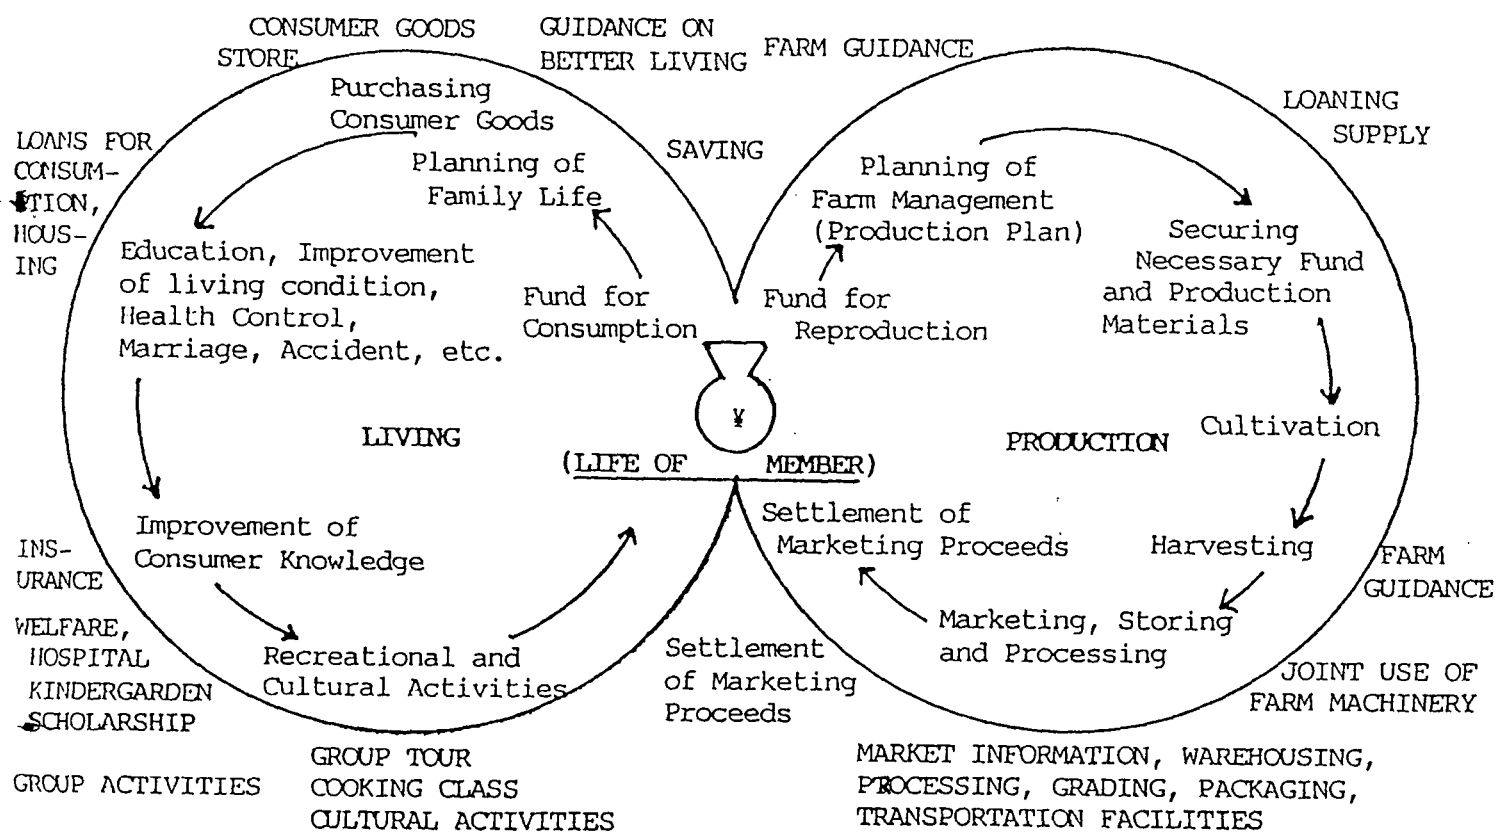 CONSUMER GOODS
STORE
GUIDANCE ON
BETTER LIVING
FARM GUIDANCE
LOANING
SUPPLY
LOANS FOR
CONSUM-
PTION,
HOUS-
ING
SAVING
Purchasing
Consumer Goods
Planning of
Family Life
Education, Improvement
of living condition,
Health Control,
Marriage, Accident, etc.
Fund for
Consumption
Planning of
Farm Management
(Production Plan)
Fund for
Reproduction
Securing
Necessary Fund
and Production
Materials
¥
LIVING
PRODUCTION
Cultivation
(LIFE OF MEMBER)
Improvement of
Consumer Knowledge
Settlement of
Marketing Proceeds
Harvesting
Marketing, Storing
and Processing
Recreational and
Cultural Activities
Settlement
of Marketing
Proceeds
INS-
URANCE
WELFARE,
HOSPITAL
KINDERGARDEN
SCHOLARSHIP
GROUP ACTIVITIES
GROUP TOUR
COOKING CLASS
CULTURAL ACTIVITIES
FARM
GUIDANCE
JOINT USE OF
FARM MACHINERY
MARKET INFORMATION, WAREHOUSING,
PROCESSING, GRADING, PACKAGING,
TRANSPORTATION FACILITIES